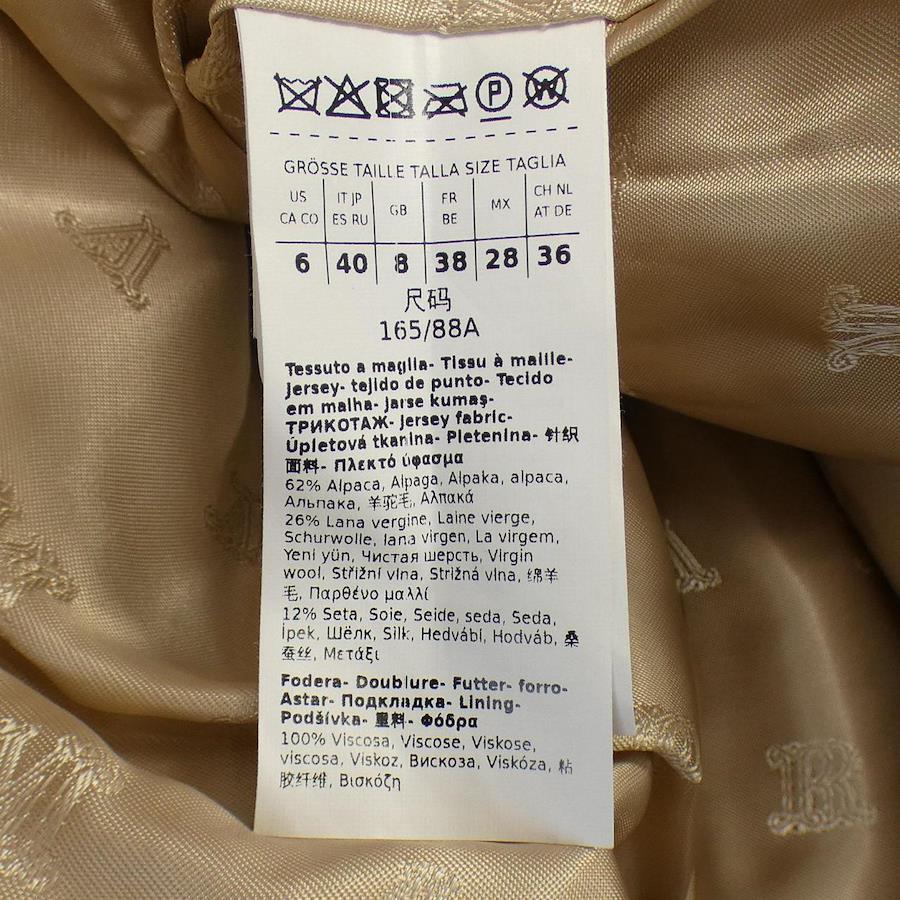 P W
GRÖSSE TAILLE TALLA SIZE TAGLIA
US CA CO IT JP ES RU GB FR BE MX CH NL AT DE
6 40 8 38 28 36
尺码
165/88A
Tessuto a maglia- Tissu à maille-
Jersey- tejido de punto- Tecido
em malha- Jarse kumaş-
ТРИКОТАЖ- Jersey fabric-
Úpletová tkanina- Pletenina- 针织
面料- Πλεκτό ύφασμα
62% Alpaca, Alpaga, Alpaka, alpaca,
Альпака, 羊驼毛, Αλπακά
26% Lana vergine, Laine vierge,
Schurwolle, lana virgen, La virgem,
Yeni yün, Чистая шерсть, Virgin
wool, Střižní vlna, Strižná vlna, 绵羊
毛, Παρθένο μαλλί
12% Seta, Soie, Seide, seda, Seda,
İpek, Шёлк, Silk, Hedvábí, Hodváb, 桑
蚕丝, Μετάξι
Fodera- Doublure- Futter- forro-
Astar- Подкладка- Lining-
Podšívka- 里料- Φόδρα
100% Viscosa, Viscose, Viskose,
viscosa, Viskoz, Вискоза, Viskóza, 粘
胶纤维, Βισκόζη